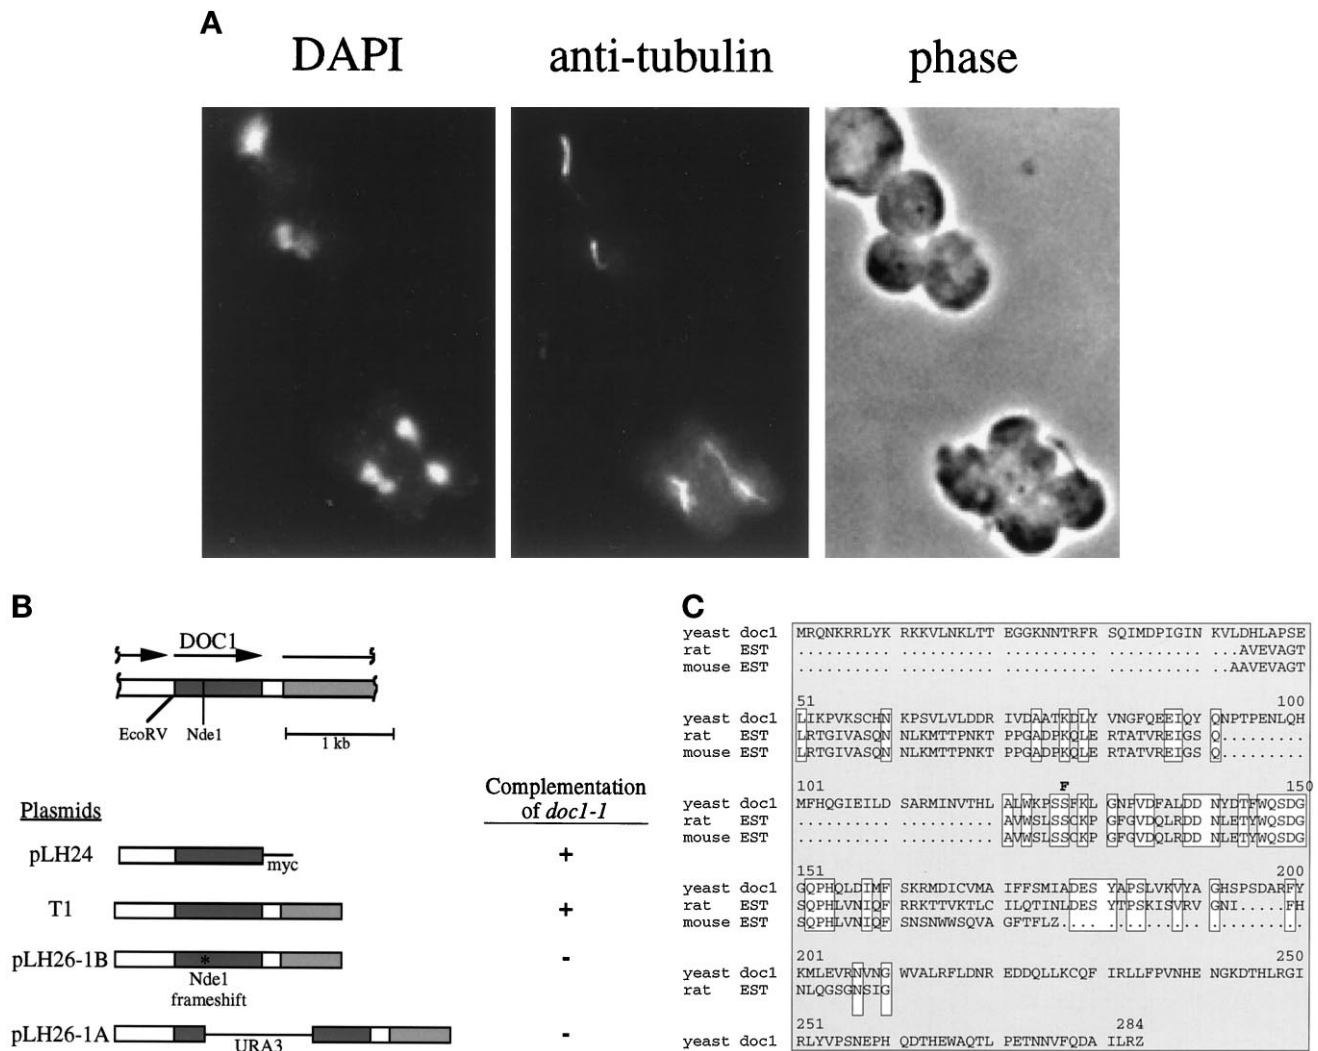 A
DAPI anti-tubulin phase
B
DOC1
EcoRV Nde1
1 kb
Plasmids
Complementation
of doc1-1
pLH24 myc +
T1 +
pLH26-1B * -
Nde1
frameshift
pLH26-1A URA3 -
C
yeast doc1 MRQNKRRLYK RKKVLNKLTT EGGKNNTRFR SQIMDPIGIN KVLDHLAPSE
rat EST .......... .......... .......... .......... ...AVEVAGT
mouse EST .......... .......... .......... .......... ..AAVEVAGT
51 100
yeast doc1 LIKPVKSCHN KPSVLVLDDR IVDAATKDLY VNGFQEEIQY QNPTPENLQH
rat EST LRTGIVASQN NLKMTTPNKT PPGADPKQLE RTATVREIGS Q.........
mouse EST LRTGIVASQN NLKMTTPNKT PPGADPKQLE RTATVREIGS Q.........
101 F 150
yeast doc1 MFHQGIEILD SARMINVTHL ALWKPSSFKL GNPVDFALDD NYDTFWQSDG
rat EST .......... .......... AVWSLSSCKP GFGVDQLRDD NLETYWQSDG
mouse EST .......... .......... AVWSLSSCKP GFGVDQLRDD NLETYWQSDG
151 200
yeast doc1 GQPHQLDIMF SKRMDICVMA IFFSMIADES YAPSLVKVYA GHSPSDARFY
rat EST SQPHLVNIQF RRKTTVKTLC ILQTINLDES YTPSKISVRV GNI.....FH
mouse EST SQPHLVNIQF SNSNWWSQVA GFTFLZ.... .......... ..........
201 250
yeast doc1 KMLEVRNVNG WVALRFLDNR EDDQLLKCQF IRLLFPVNHE NGKDTHLRGI
rat EST NLQGSGNSIG
251 284
yeast doc1 RLYVPSNEPH QDTHEWAQTL PETNNVFQDA ILRZ